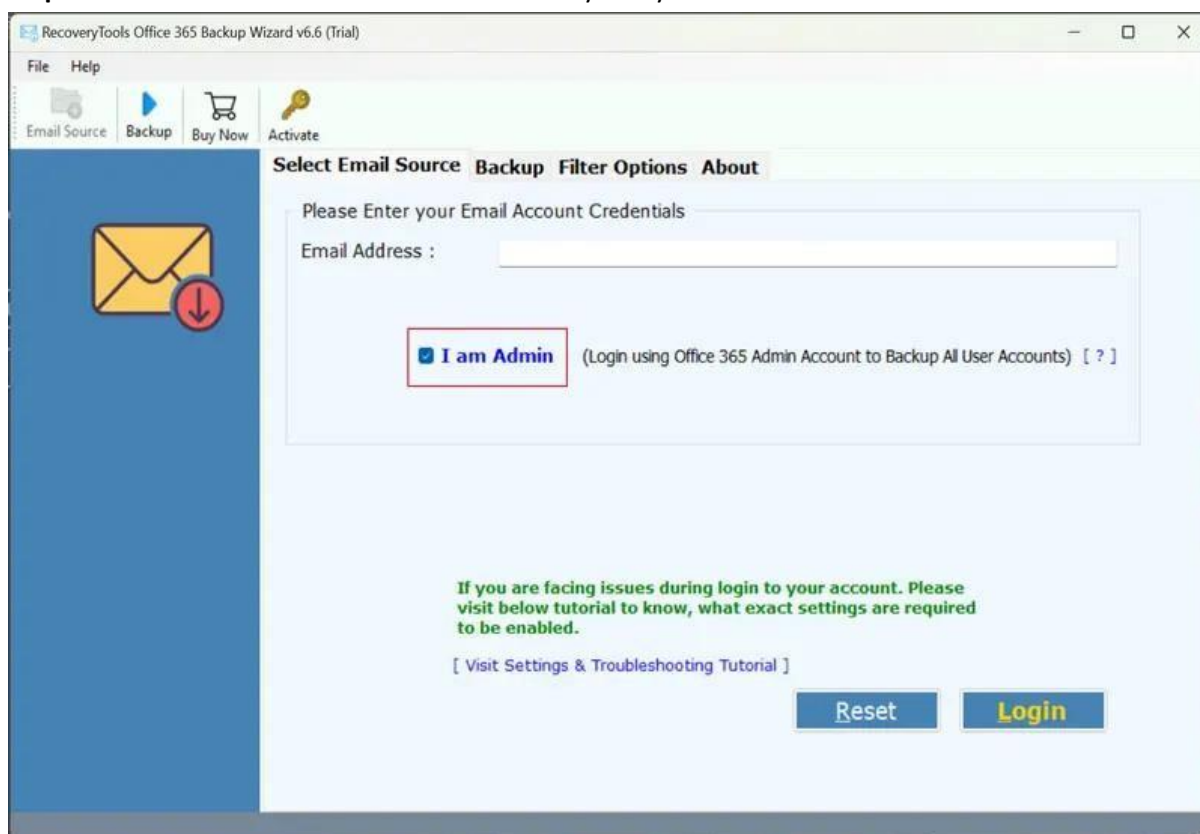 RecoveryTools Office 365 Backup Wizard v6.6 (Trial)
File Help
Email Source Backup Buy Now Activate
Select Email Source Backup Filter Options About
Please Enter your Email Account Credentials
Email Address :
I am Admin (Login using Office 365 Admin Account to Backup All User Accounts) [ ? ]
If you are facing issues during login to your account. Please
visit below tutorial to know, what exact settings are required
to be enabled.
[ Visit Settings & Troubleshooting Tutorial ]
Reset Login